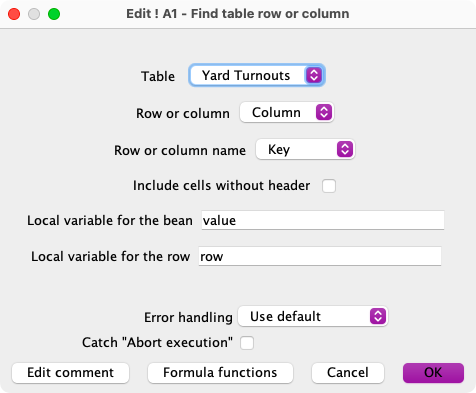 Edit ! A1 - Find table row or column
Table Yard Turnouts
Row or column Column
Row or column name Key
Include cells without header
Local variable for the bean value
Local variable for the row row
Error handling Use default
Catch "Abort execution"
Edit comment Formula functions Cancel OK